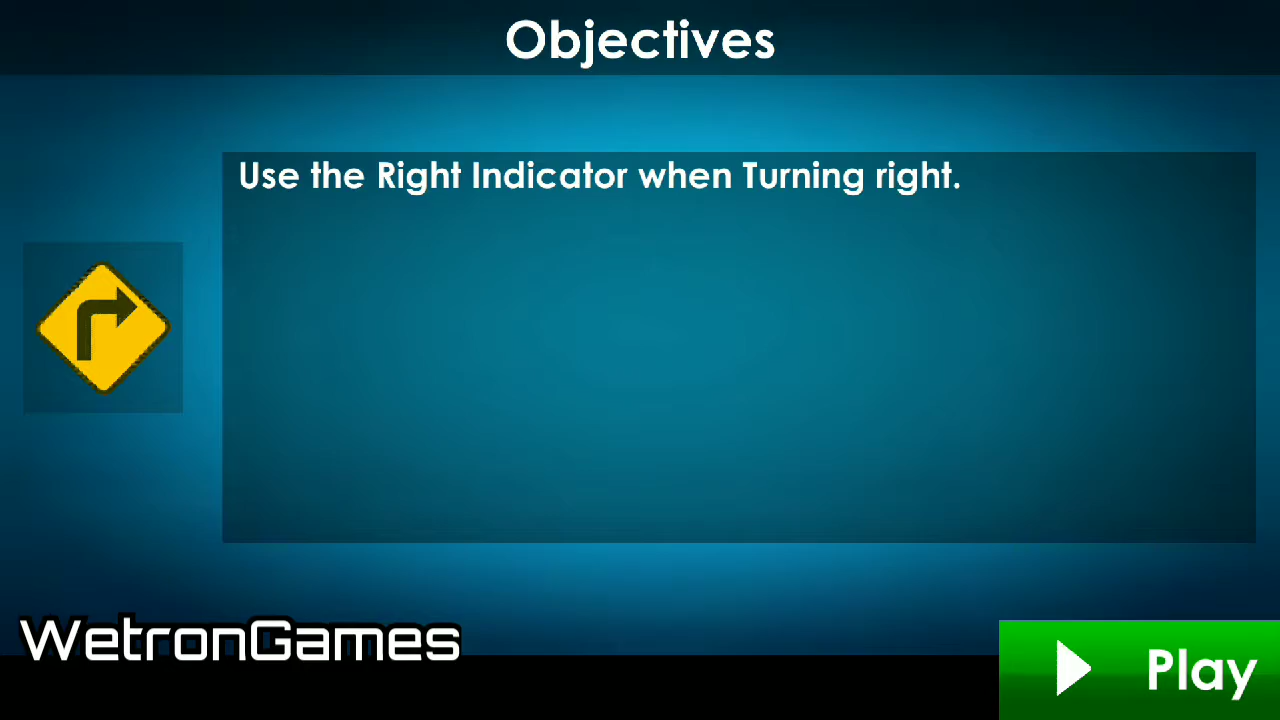 Objectives
Use the Right Indicator when Turning right.
WetronGames
Play